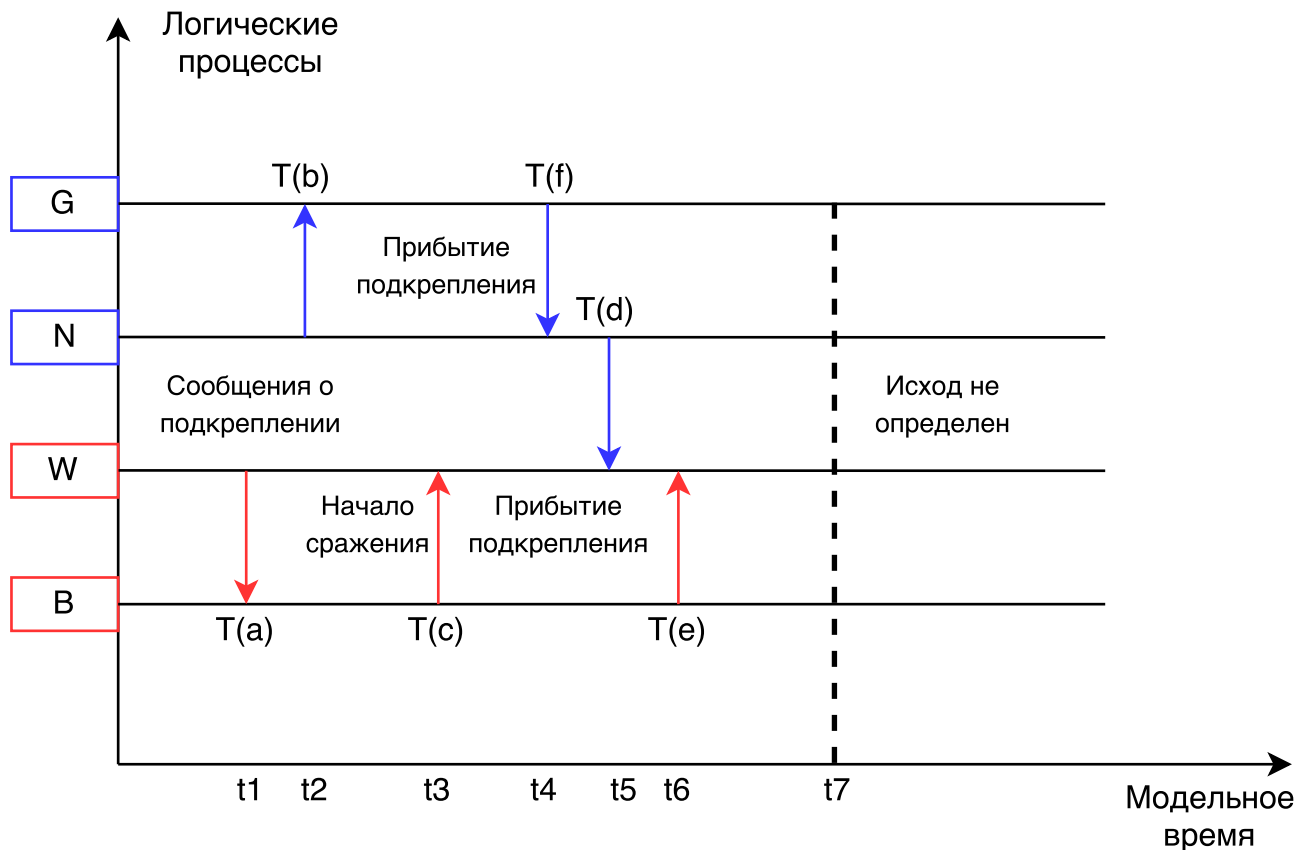 Логические
процессы
G
T(b)
T(f)
Прибытие
подкрепления
N
T(d)
Сообщения о
подкреплении
Исход не
определен
W
Начало
сражения
Прибытие
подкрепления
B
T(a)
T(c)
T(e)
t1
t2
t3
t4
t5
t6
t7
Модельное
время